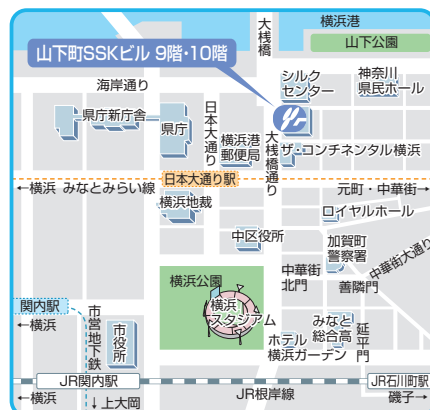 横浜港
大桟橋
山下公園
山下町SSKビル 9階・10階
海岸通り
シルク
センター
神奈川
県民ホール
県庁新庁舎
県庁
日本大通り
横浜港
郵便局
大桟橋通り
ザ・コンチネンタル横浜
日本大通り駅
←横浜 みなとみらい線
元町・中華街→
横浜地裁
ロイヤルホール
中区役所
加賀町
警察署
中華街大通り
中華街
北門
善隣門
横浜公園
横浜
スタジアム
関内駅
←横浜
市営地下鉄
市役所
みなと
総合高
延平門
ホテル
横浜ガーデン
JR関内駅
JR石川町駅
←横浜
↓上大岡
JR根岸線
磯子→